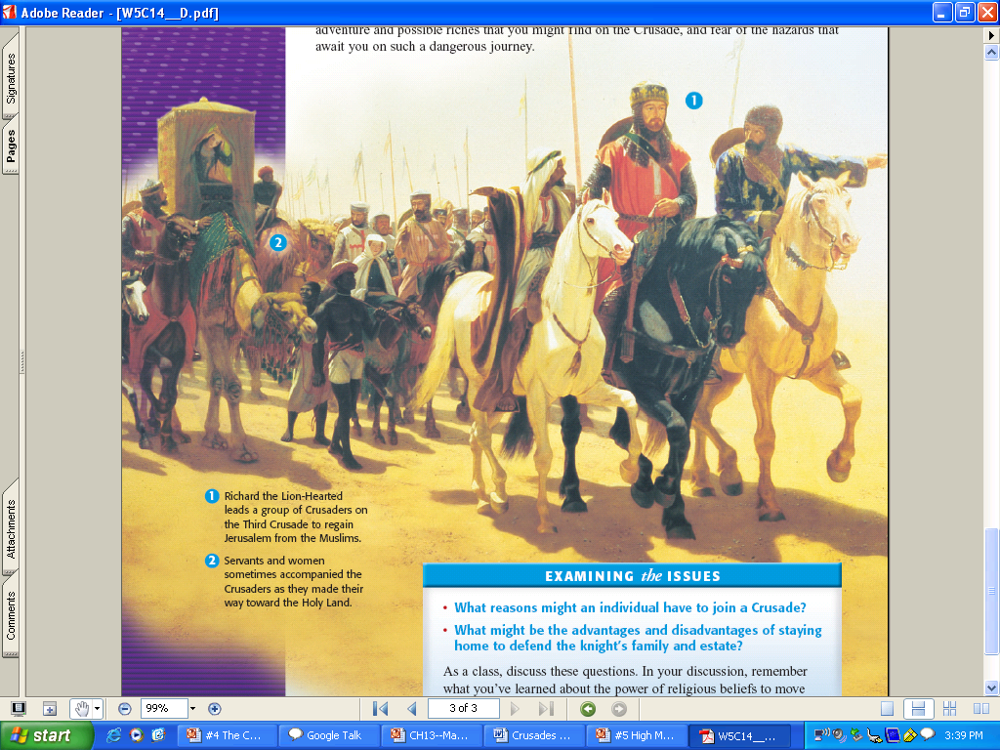 Adobe Reader - [W5C14__D.pdf]
Signatures
Pages
Attachments
Comments
adventure and possible riches that you might find on the Crusade, and fear of the hazards that
await you on such a dangerous journey.
1
2
1 Richard the Lion-Hearted
leads a group of Crusaders on
the Third Crusade to regain
Jerusalem from the Muslims.
2 Servants and women
sometimes accompanied the
Crusaders as they made their
way toward the Holy Land.
EXAMINING the ISSUES
• What reasons might an individual have to join a Crusade?
• What might be the advantages and disadvantages of staying
home to defend the knight's family and estate?
As a class, discuss these questions. In your discussion, remember
what you've learned about the power of religious beliefs to move
99%
3 of 3
start
#4 The C...
Google Talk
CH13--Ma...
Crusades ...
#5 High M...
W5C14__...
3:39 PM